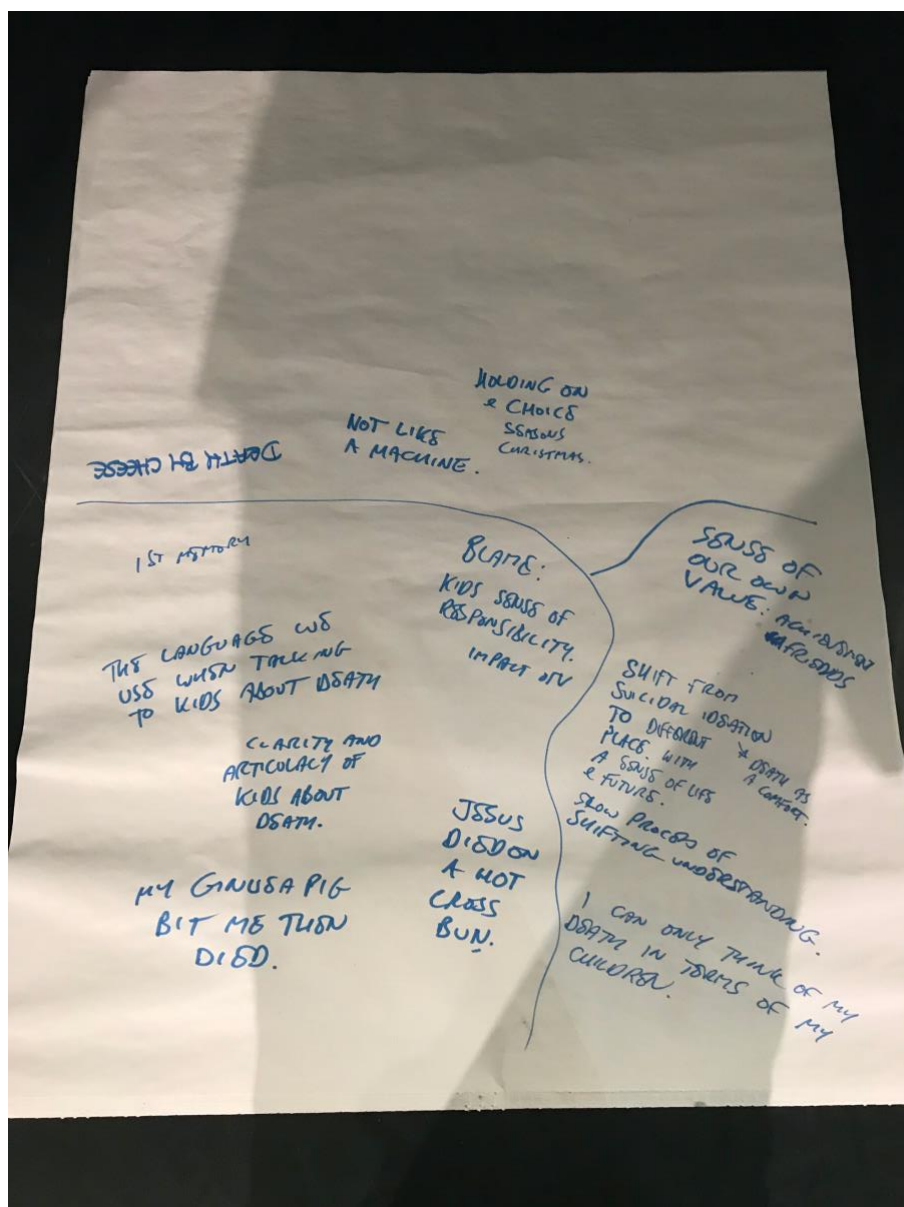 HOLDING ON
& CHOICE
SEASONS
CHRISTMAS.
NOT LIKE
A MACHINE.
DEATH BY CHEESE
1ST MEMORY
THE LANGUAGE WE
USE WHEN TALKING
TO KIDS ABOUT DEATH
CLARITY AND
ARTICULACY OF
KIDS ABOUT
DEATH.
MY GINUEA PIG
BIT ME THEN
DIED.
BLAME:
KIDS SENSE OF
RESPONSIBILITY.
IMPACT ON
JESUS
DIED ON
A HOT
CROSS
BUN.
SENSE OF
OUR OWN
VALUE: ACHIEVEMENT
FRIENDS
SHIFT FROM
SUICIDAL IDEATION
TO DIFFERENT
PLACE WITH
A SENSE OF LIFE
& FUTURE.
* DEATH AS
A COMFORT.
SHOW PROCESS OF
SHIFTING UNDERSTANDING.
I CAN ONLY THINK OF MY
DEATH IN TERMS OF MY
CHILDREN.